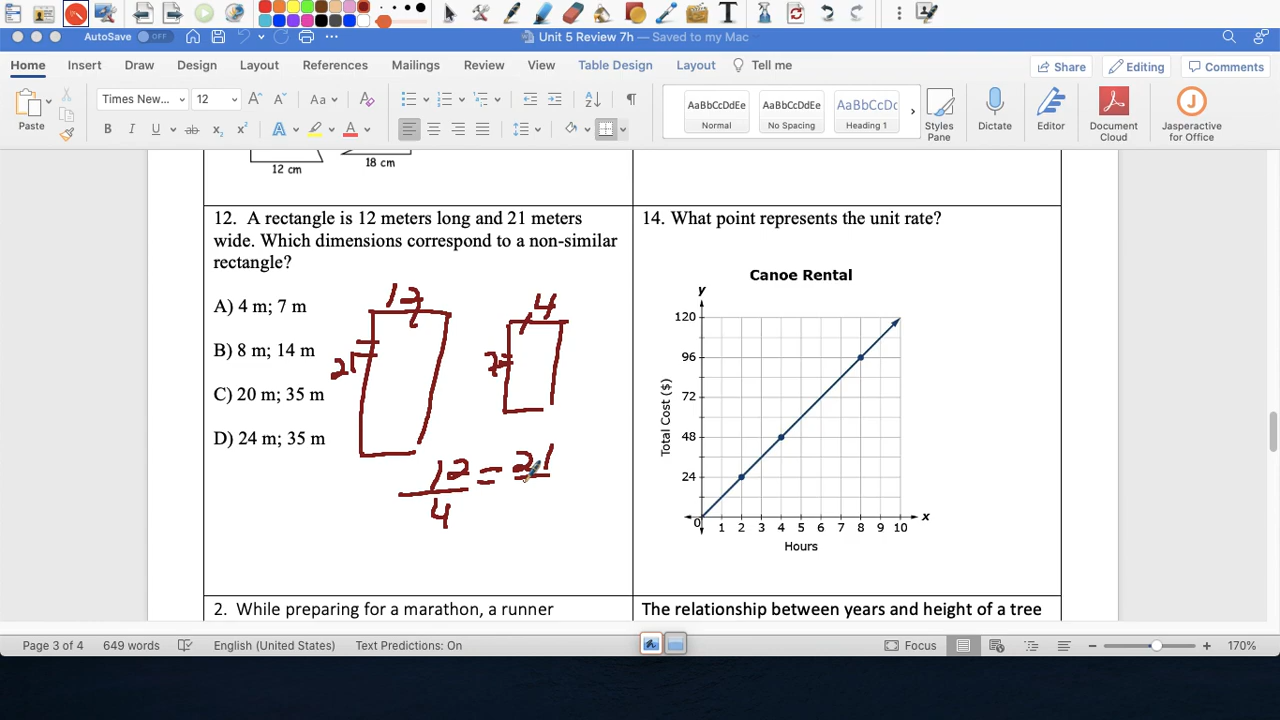 AutoSave OFF
Unit 5 Review 7h — Saved to my Mac
Home Insert Draw Design Layout References Mailings Review View Table Design Layout Tell me
Share Editing Comments
Paste
Times New... 12
AaBbCcDdEe Normal
AaBbCcDdEe No Spacing
AaBbCcDc Heading 1
Styles Pane
Dictate
Editor
Document Cloud
Jasperactive for Office
12 cm
18 cm
12. A rectangle is 12 meters long and 21 meters
wide. Which dimensions correspond to a non-similar
rectangle?
A) 4 m; 7 m
B) 8 m; 14 m
C) 20 m; 35 m
D) 24 m; 35 m
12
21
4
7
12 = 21
4
14. What point represents the unit rate?
Canoe Rental
y
120
96
72
48
24
0
1 2 3 4 5 6 7 8 9 10
x
Total Cost ($)
Hours
2. While preparing for a marathon, a runner
The relationship between years and height of a tree
Page 3 of 4 649 words English (United States) Text Predictions: On Focus 170%